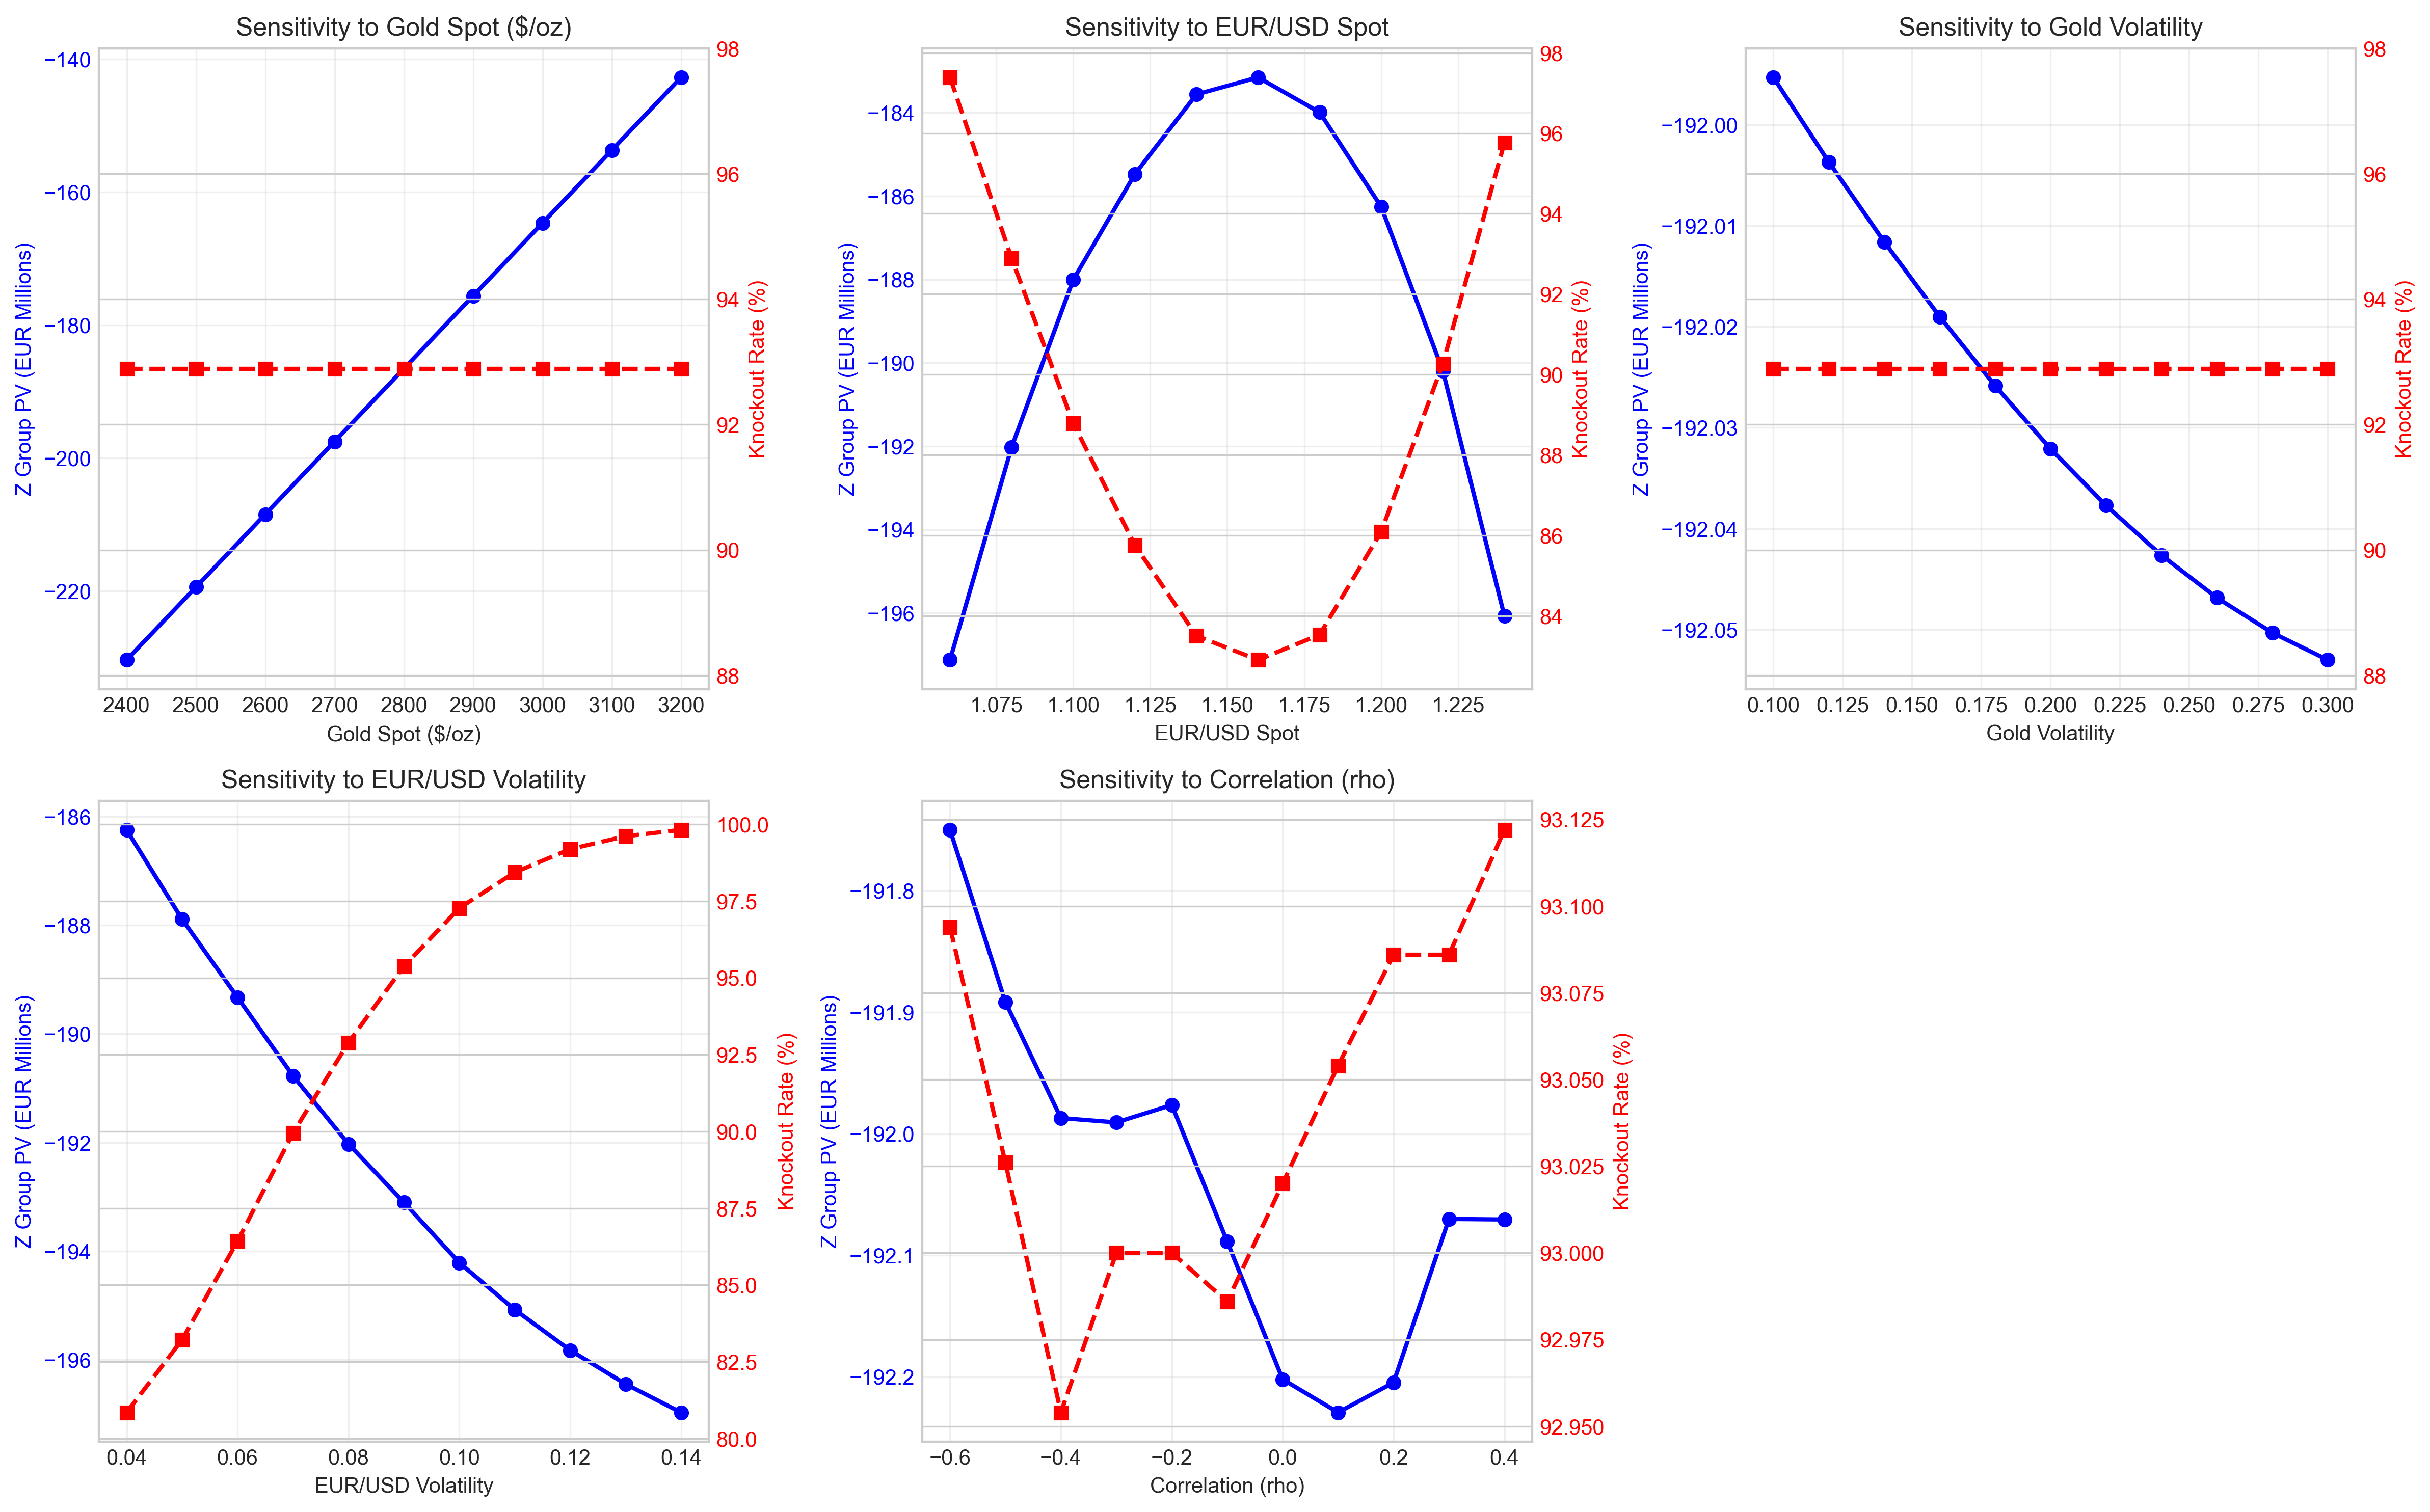 Sensitivity to Gold Spot ($/oz)
Z Group PV (EUR Millions)
−140
−160
−180
−200
−220
98
96
94
92
90
88
Knockout Rate (%)
2400 2500 2600 2700 2800 2900 3000 3100 3200
Gold Spot ($/oz)
Sensitivity to EUR/USD Spot
Z Group PV (EUR Millions)
−184
−186
−188
−190
−192
−194
−196
98
96
94
92
90
88
86
84
Knockout Rate (%)
1.075 1.100 1.125 1.150 1.175 1.200 1.225
EUR/USD Spot
Sensitivity to Gold Volatility
Z Group PV (EUR Millions)
−192.00
−192.01
−192.02
−192.03
−192.04
−192.05
98
96
94
92
90
88
Knockout Rate (%)
0.100 0.125 0.150 0.175 0.200 0.225 0.250 0.275 0.300
Gold Volatility
Sensitivity to EUR/USD Volatility
Z Group PV (EUR Millions)
−186
−188
−190
−192
−194
−196
100.0
97.5
95.0
92.5
90.0
87.5
85.0
82.5
80.0
Knockout Rate (%)
0.04 0.06 0.08 0.10 0.12 0.14
EUR/USD Volatility
Sensitivity to Correlation (rho)
Z Group PV (EUR Millions)
−191.8
−191.9
−192.0
−192.1
−192.2
93.125
93.100
93.075
93.050
93.025
93.000
92.975
92.950
Knockout Rate (%)
−0.6 −0.4 −0.2 0.0 0.2 0.4
Correlation (rho)